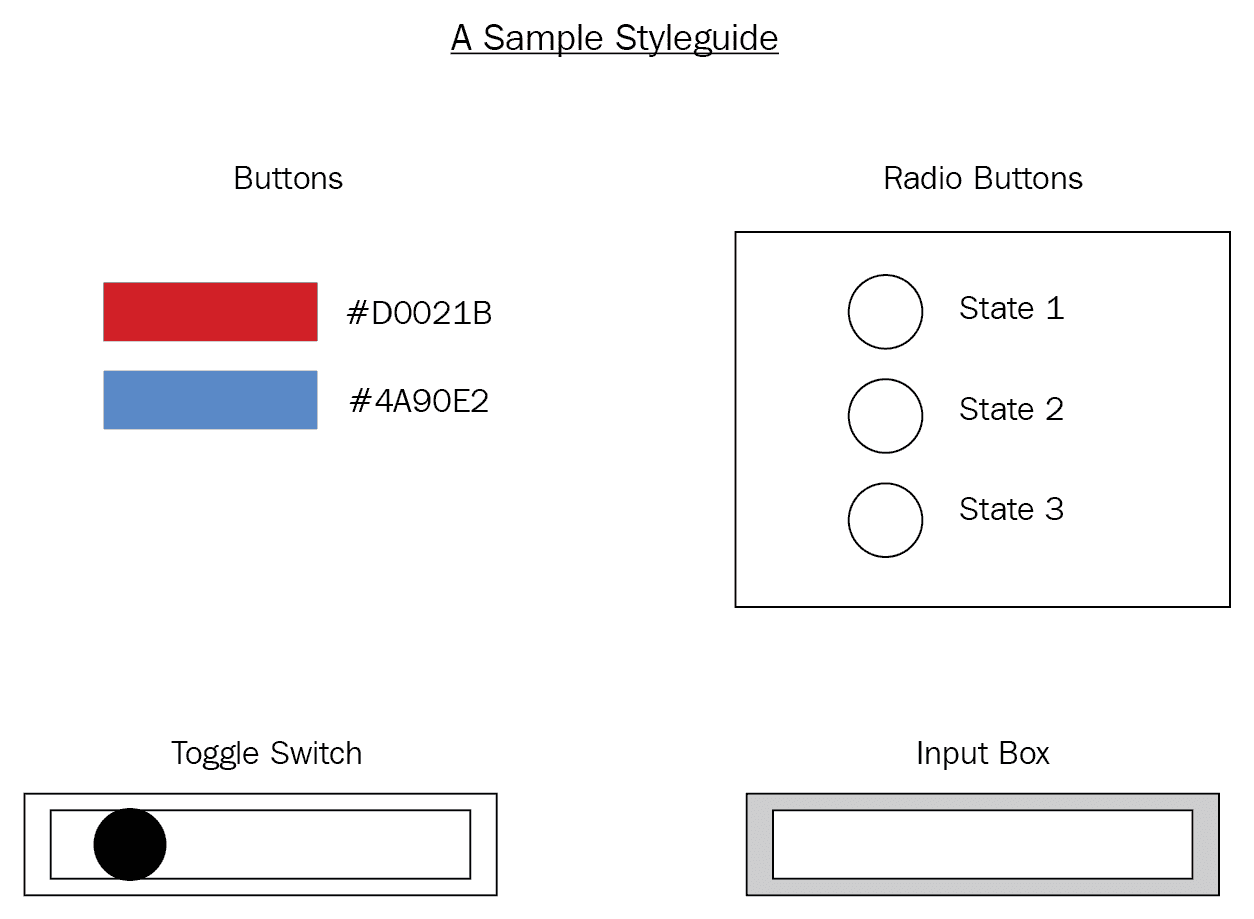 A Sample Styleguide
Buttons
#D0021B
#4A90E2
Radio Buttons
State 1
State 2
State 3
Toggle Switch
Input Box